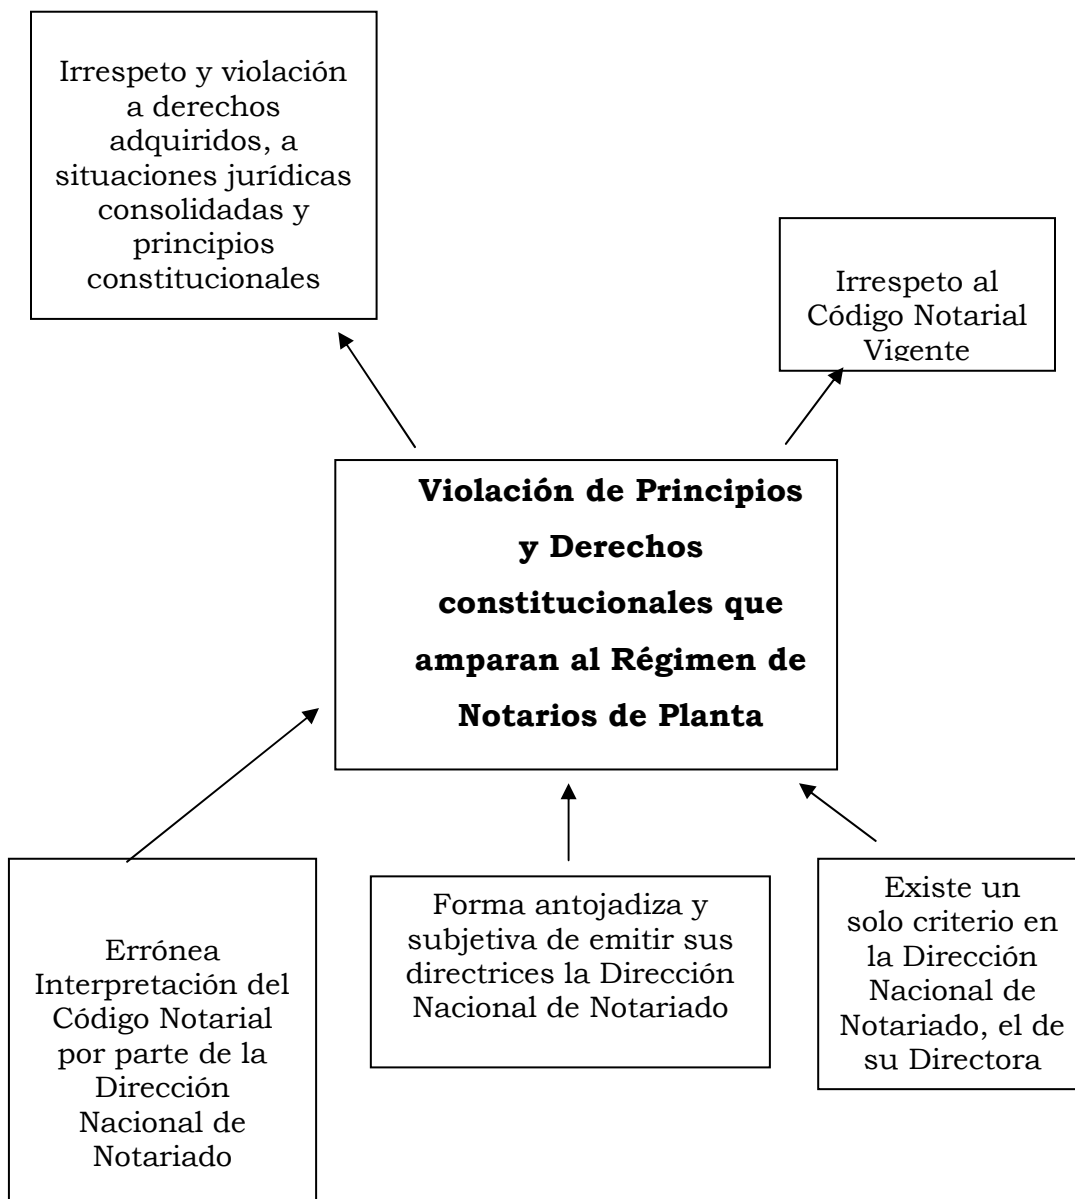 Irrespeto y violación
a derechos
adquiridos, a
situaciones jurídicas
consolidadas y
principios
constitucionales
Irrespeto al
Código Notarial
Vigente
Violación de Principios
y Derechos
constitucionales que
amparan al Régimen de
Notarios de Planta
Errónea
Interpretación del
Código Notarial
por parte de la
Dirección
Nacional de
Notariado
Forma antojadiza y
subjetiva de emitir sus
directrices la Dirección
Nacional de Notariado
Existe un
solo criterio en
la Dirección
Nacional de
Notariado, el de
su Directora